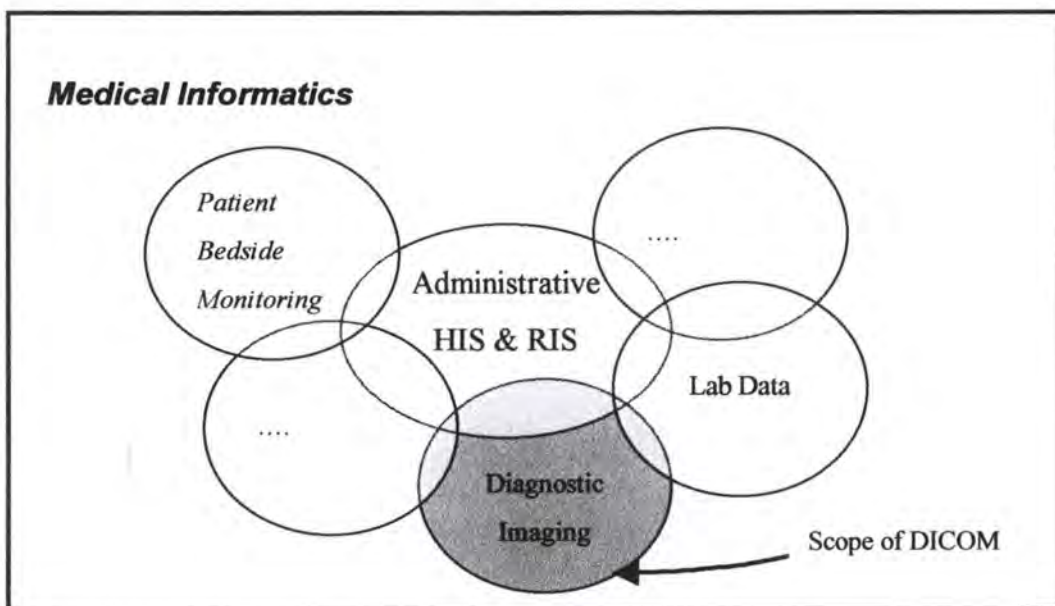 Medical Informatics
Patient
Bedside
Monitoring
....
Administrative
HIS & RIS
Lab Data
....
Diagnostic
Imaging
Scope of DICOM